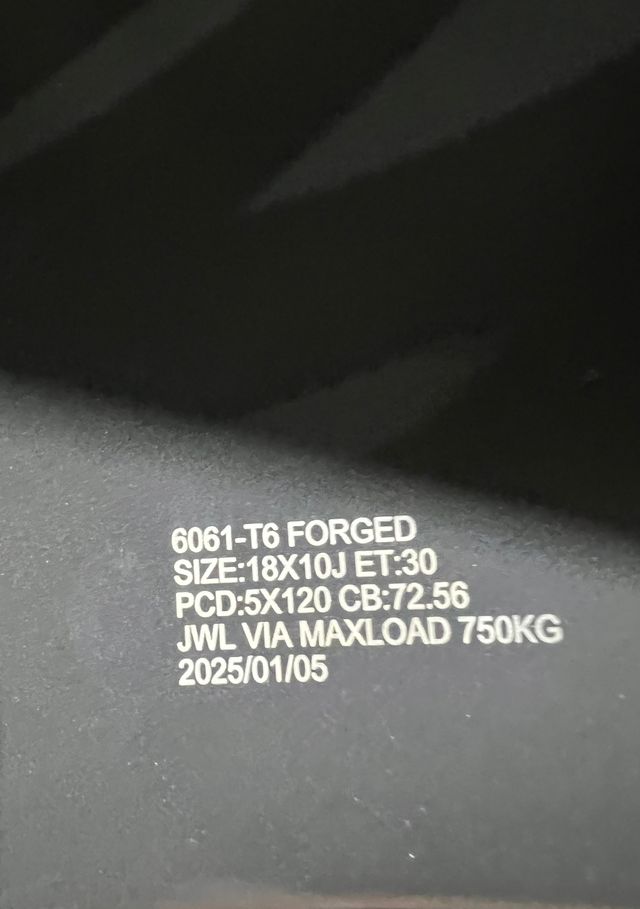 6061-T6 FORGED
SIZE:18X10J ET:30
PCD:5X120 CB:72.56
JWL VIA MAXLOAD 750KG
2025/01/05